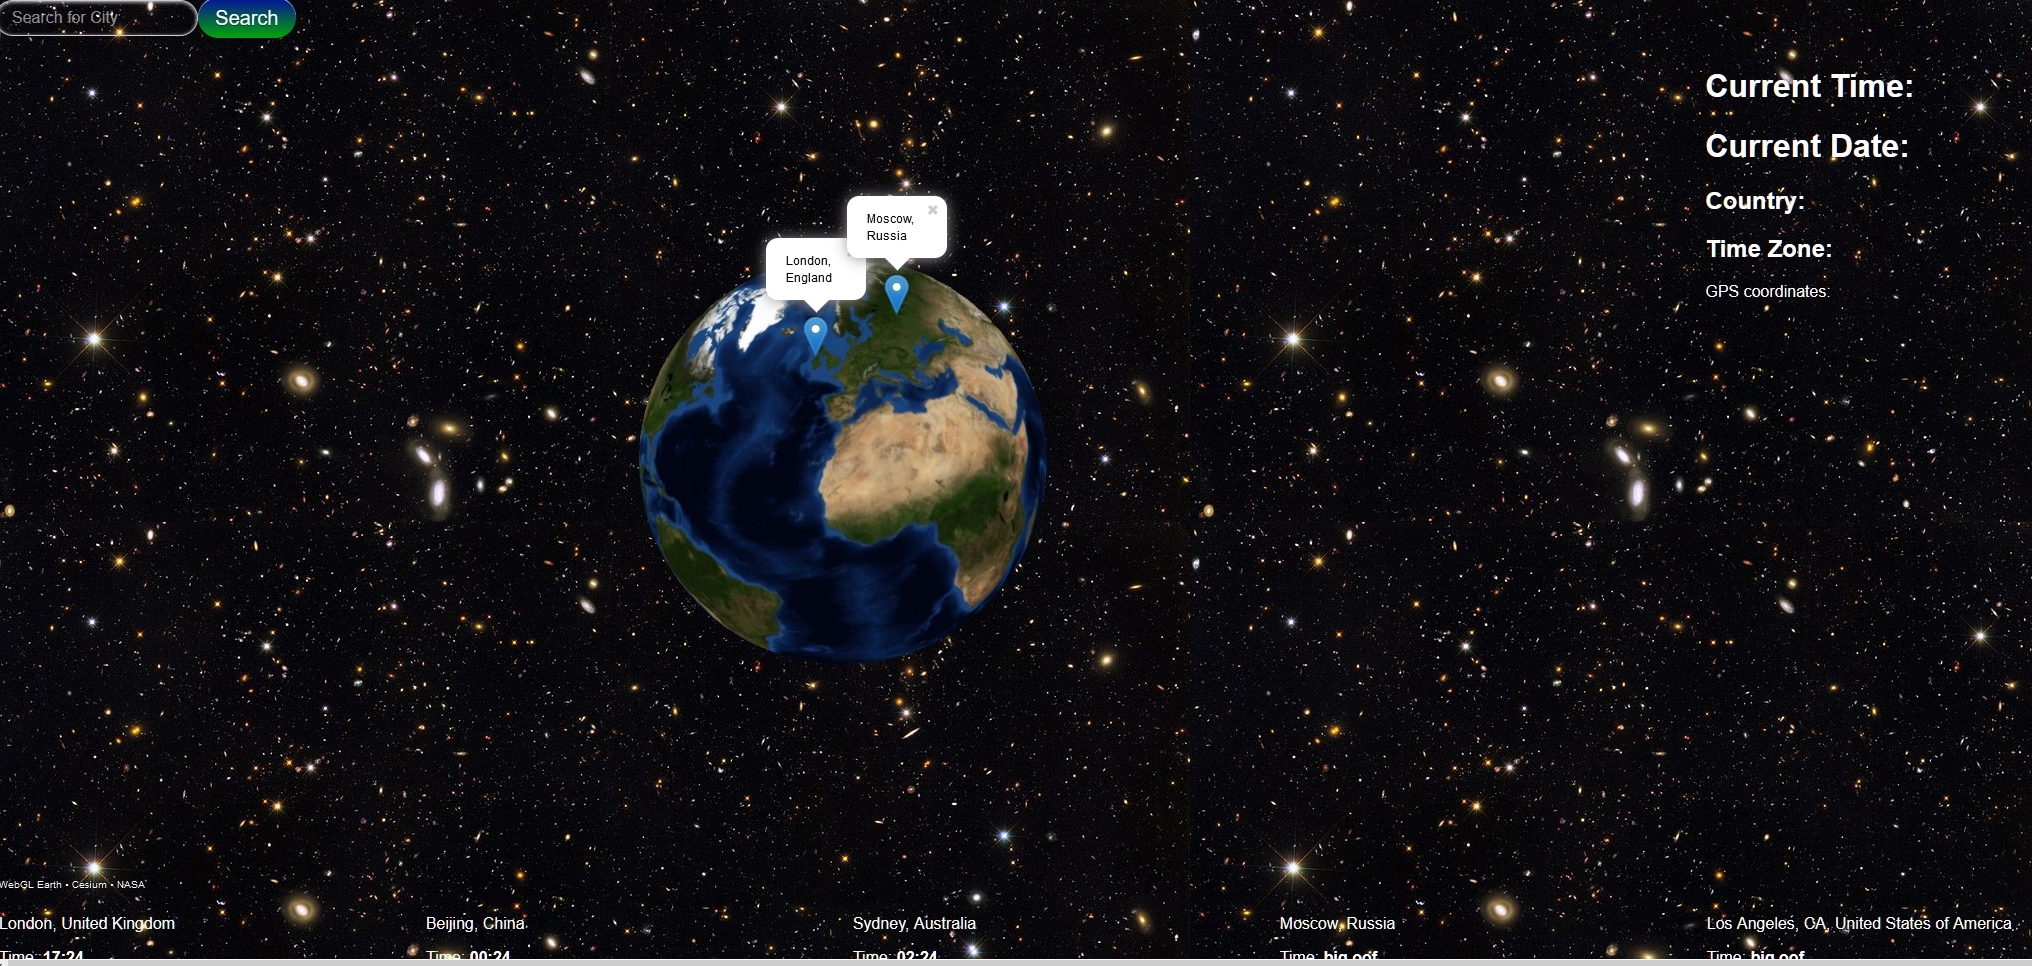 Search for City
Search
Current Time:
Current Date:
Country:
Time Zone:
GPS coordinates:
Moscow,
Russia
London,
England
WebGL Earth • Cesium • NASA
London, United Kingdom
Beijing, China
Sydney, Australia
Moscow, Russia
Los Angeles, CA, United States of America
Time: 17:24
Time: 00:24
Time: 02:24
Time: big oof
Time: big oof